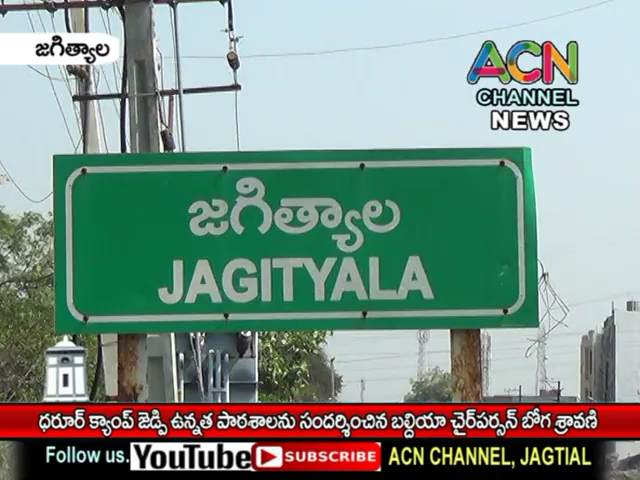 జగిత్యాల
ACN
CHANNEL
NEWS
జగిత్యాల
JAGITYALA
ధరూర్ క్యాంప్ జెడ్పి ఉన్నత పాఠశాలను సందర్శించిన బల్దియా చైర్‌పర్సన్ బోగ శ్రావణి
Follow us. YouTube SUBSCRIBE ACN CHANNEL, JAGTIAL